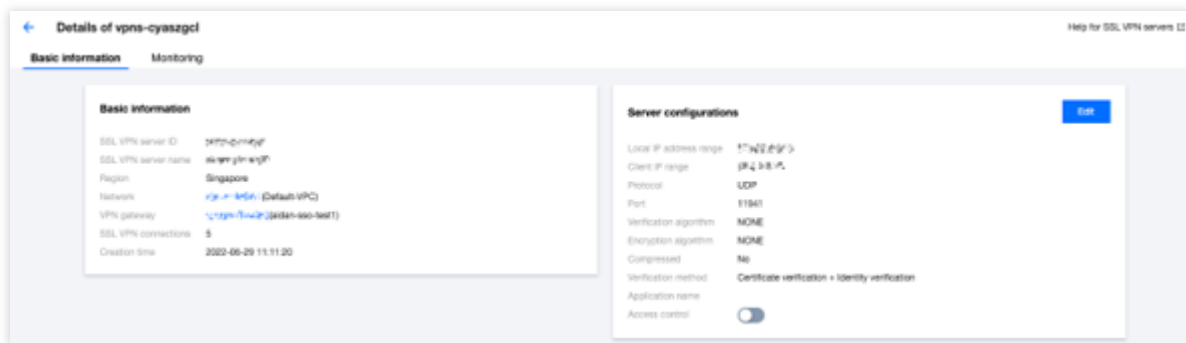 Details of vpns-cyaszgcl
Help for SSL VPN servers
Basic information Monitoring
Basic information
SSL VPN server ID
SSL VPN server name
Region Singapore
Network (Default-VPC)
VPN gateway (aidan-sso-test1)
SSL VPN connections 5
Creation time 2022-06-29 11:11:20
Server configurations
Edit
Local IP address range
Client IP range
Protocol UDP
Port 11941
Verification algorithm NONE
Encryption algorithm NONE
Compressed No
Verification method Certificate verification + Identity verification
Application name
Access control